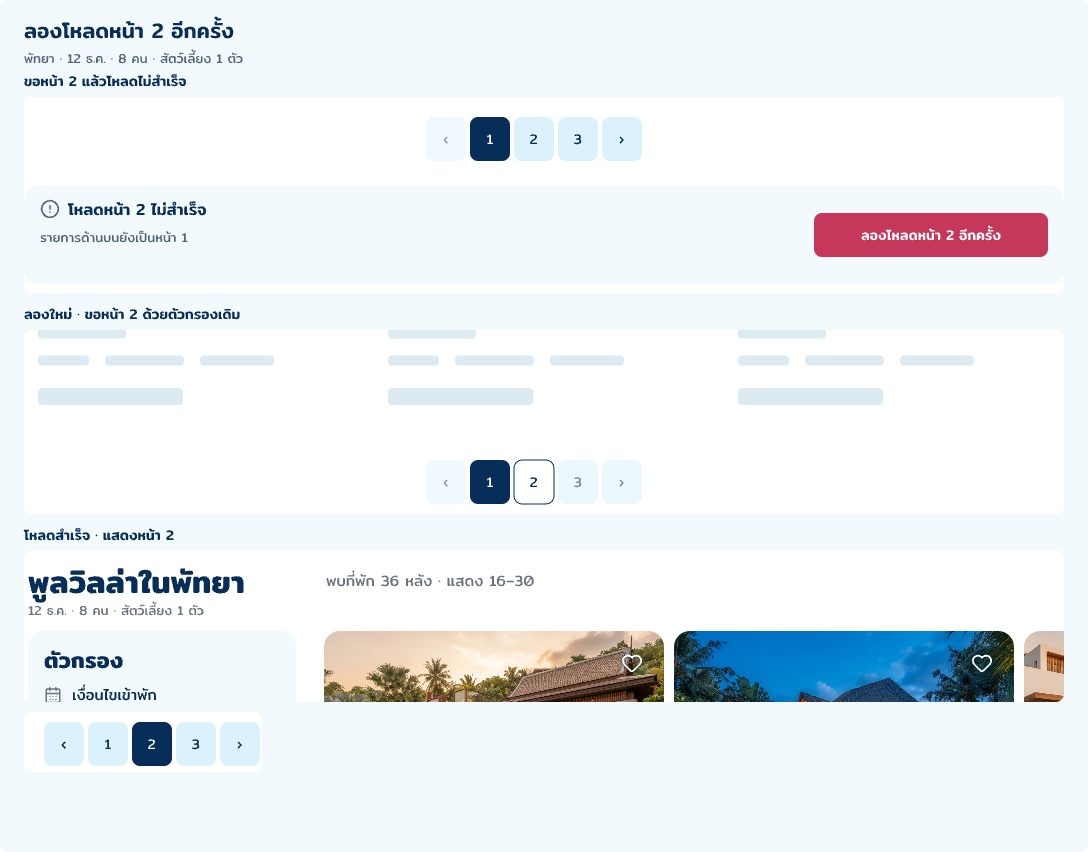 ลองโหลดหน้า 2 อีกครั้ง
พัทยา · 12 ธ.ค. · 8 คน · สัตว์เลี้ยง 1 ตัว
ขอหน้า 2 แล้วโหลดไม่สำเร็จ
‹ 1 2 3 ›
โหลดหน้า 2 ไม่สำเร็จ
รายการด้านบนยังเป็นหน้า 1
ลองโหลดหน้า 2 อีกครั้ง
ลองใหม่ · ขอหน้า 2 ด้วยตัวกรองเดิม
‹ 1 2 3 ›
โหลดสำเร็จ · แสดงหน้า 2
พูลวิลล่าในพัทยา
พบที่พัก 36 หลัง · แสดง 16–30
12 ธ.ค. · 8 คน · สัตว์เลี้ยง 1 ตัว
ตัวกรอง
เงื่อนไขเข้าพัก
‹ 1 2 3 ›